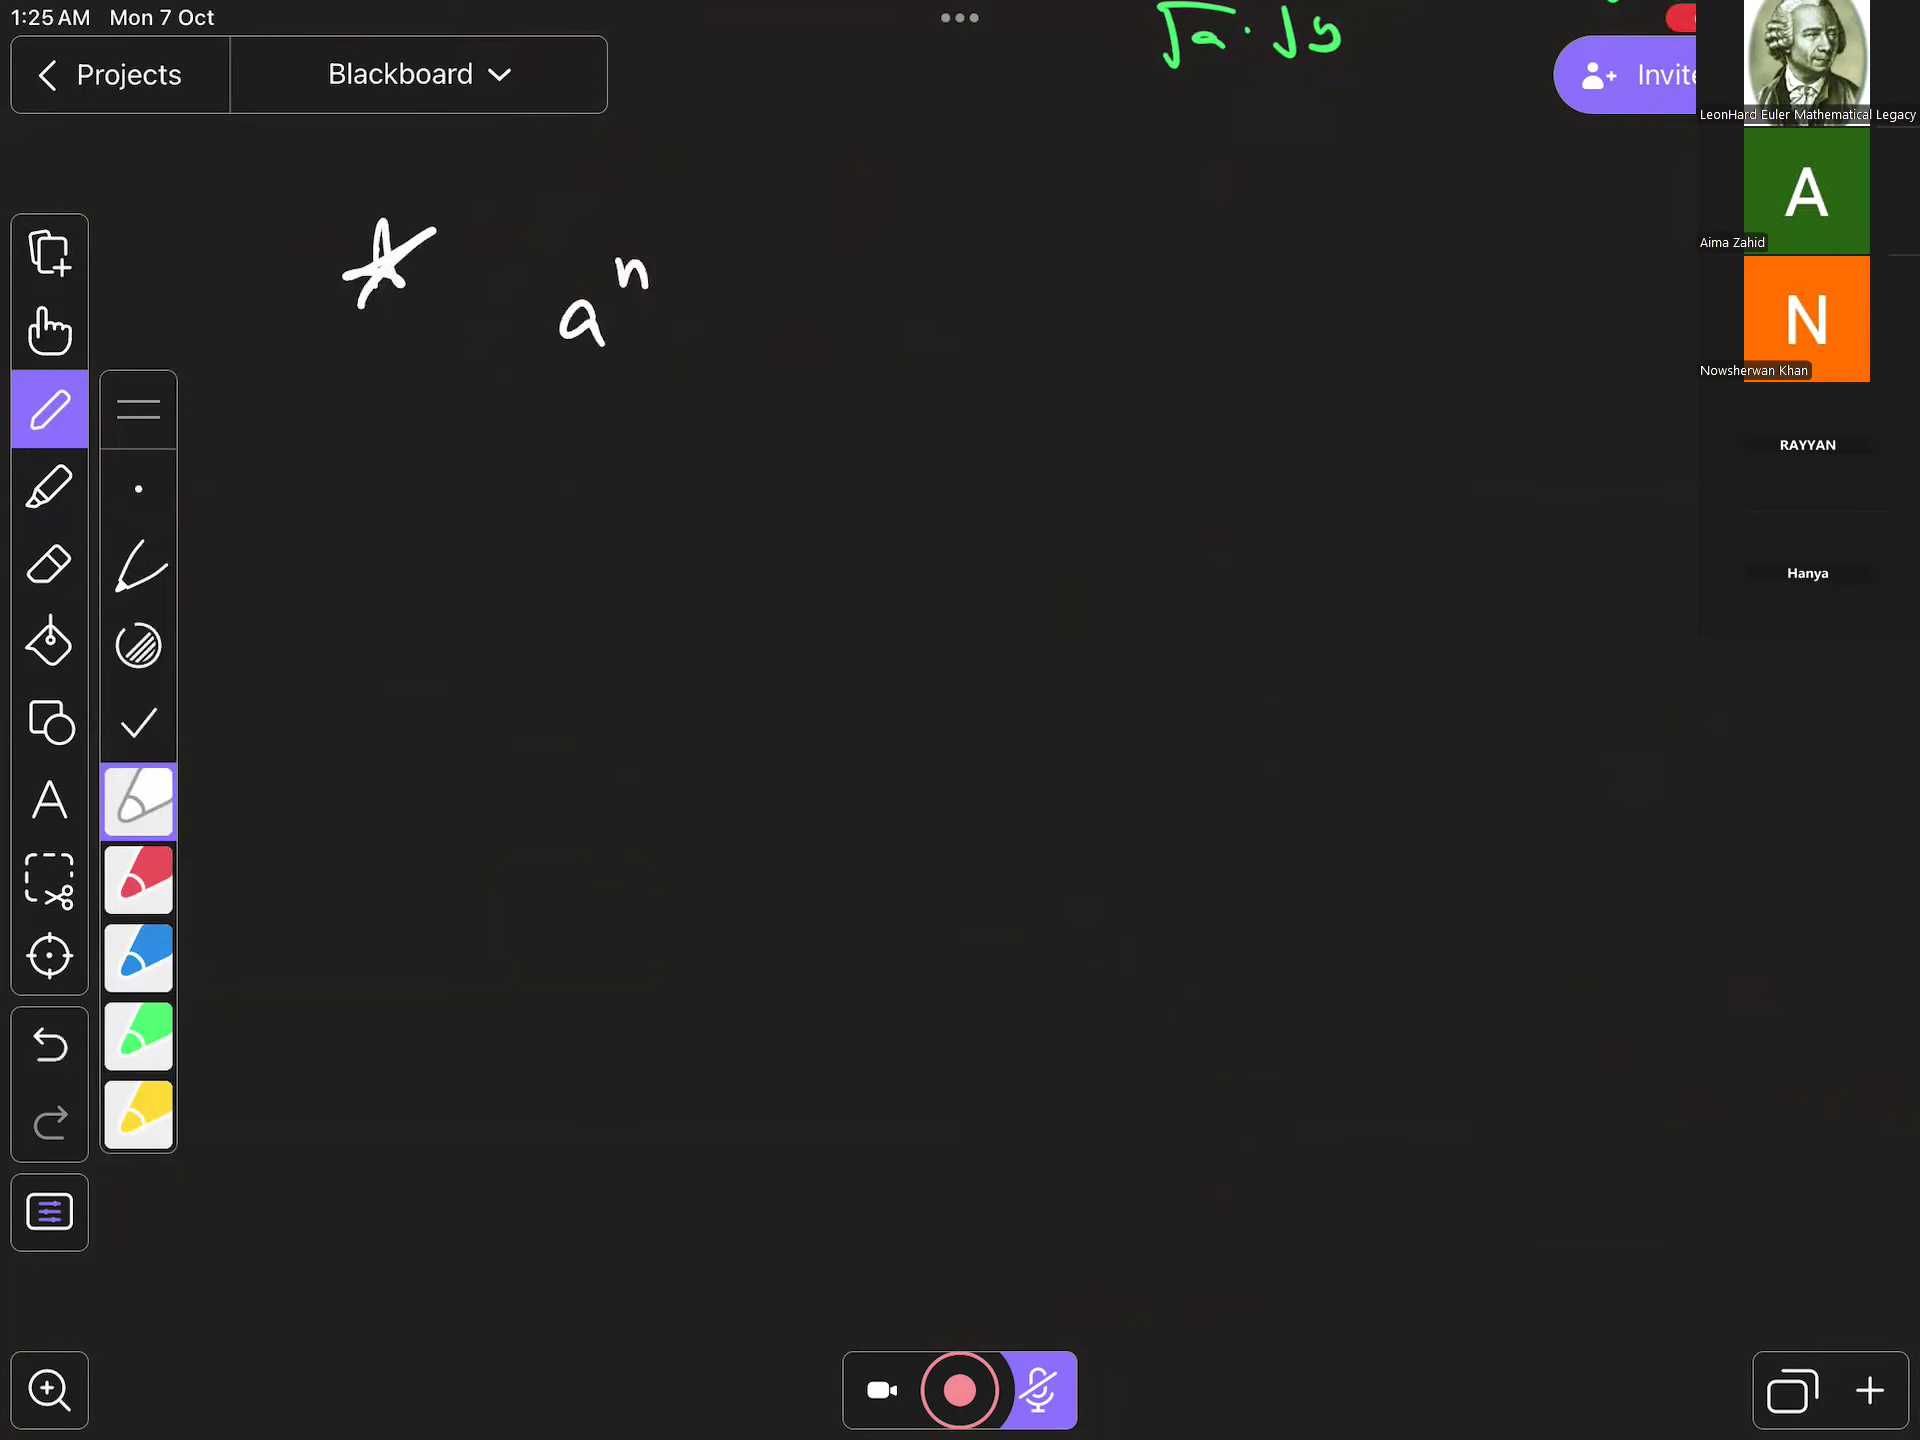 1:25 AM Mon 7 Oct
√a · √b
Projects
Blackboard
Invite
LeonHard Euler Mathematical Legacy
A
Aima Zahid
N
Nowsherwan Khan
RAYYAN
Hanya
aⁿ
A